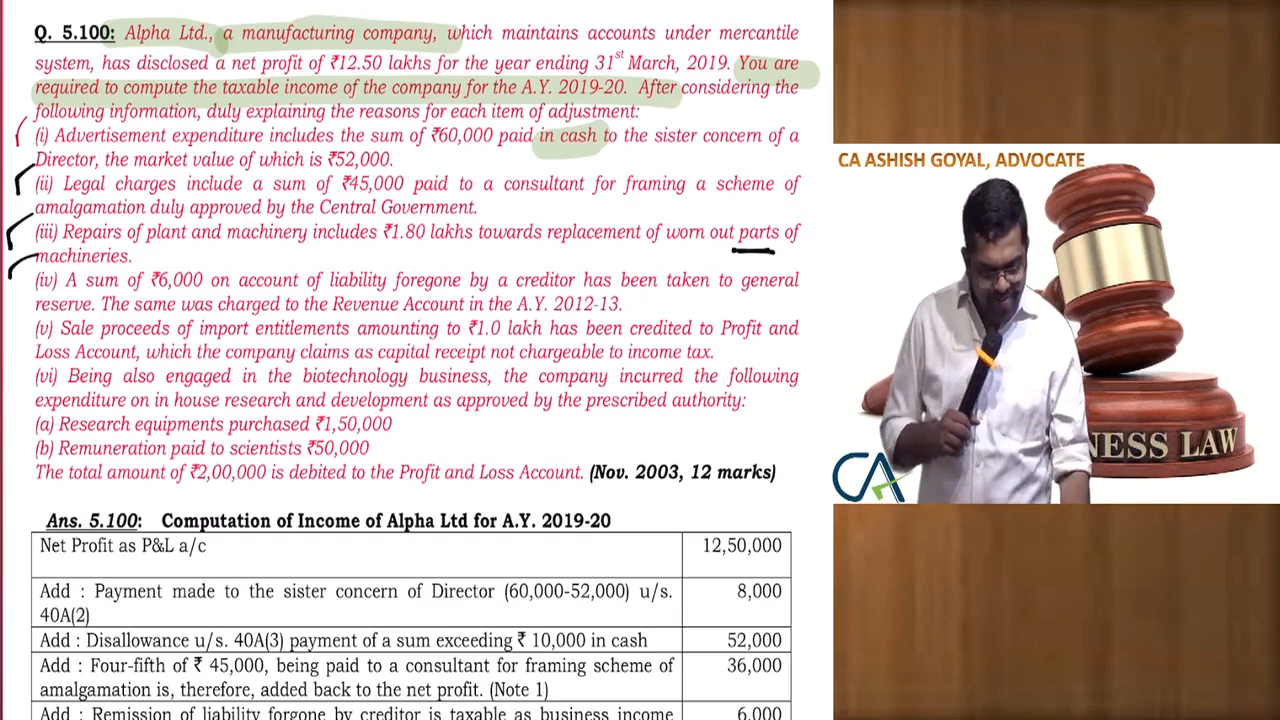 Q. 5.100: Alpha Ltd., a manufacturing company, which maintains accounts under mercantile
system, has disclosed a net profit of ₹12.50 lakhs for the year ending 31st March, 2019. You are
required to compute the taxable income of the company for the A.Y. 2019-20. After considering the
following information, duly explaining the reasons for each item of adjustment:
(i) Advertisement expenditure includes the sum of ₹60,000 paid in cash to the sister concern of a
Director, the market value of which is ₹52,000.
(ii) Legal charges include a sum of ₹45,000 paid to a consultant for framing a scheme of
amalgamation duly approved by the Central Government.
(iii) Repairs of plant and machinery includes ₹1.80 lakhs towards replacement of worn out parts of
machineries.
(iv) A sum of ₹6,000 on account of liability foregone by a creditor has been taken to general
reserve. The same was charged to the Revenue Account in the A.Y. 2012-13.
(v) Sale proceeds of import entitlements amounting to ₹1.0 lakh has been credited to Profit and
Loss Account, which the company claims as capital receipt not chargeable to income tax.
(vi) Being also engaged in the biotechnology business, the company incurred the following
expenditure on in house research and development as approved by the prescribed authority:
(a) Research equipments purchased ₹1,50,000
(b) Remuneration paid to scientists ₹50,000
The total amount of ₹2,00,000 is debited to the Profit and Loss Account. (Nov. 2003, 12 marks)
Ans. 5.100: Computation of Income of Alpha Ltd for A.Y. 2019-20
Net Profit as P&L a/c 12,50,000
Add : Payment made to the sister concern of Director (60,000-52,000) u/s. 8,000
40A(2)
Add : Disallowance u/s. 40A(3) payment of a sum exceeding ₹ 10,000 in cash 52,000
Add : Four-fifth of ₹ 45,000, being paid to a consultant for framing scheme of 36,000
amalgamation is, therefore, added back to the net profit. (Note 1)
Add : Remission of liability forgone by creditor is taxable as business income 6,000
CA ASHISH GOYAL, ADVOCATE
NESS LAW
CA